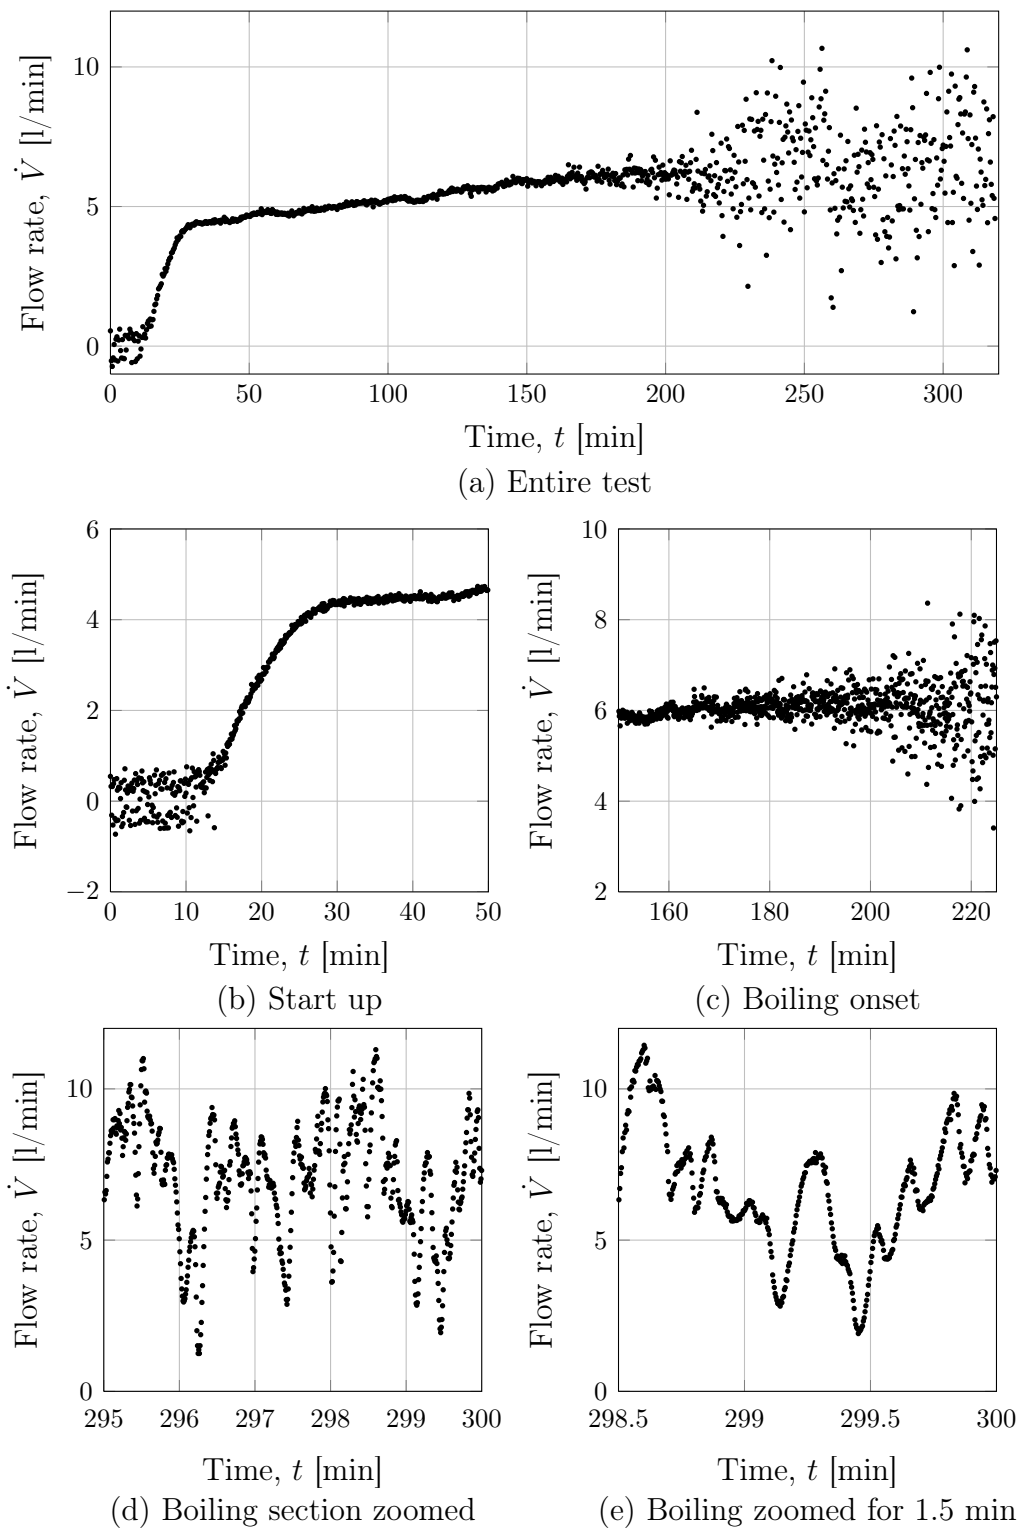 10
5
0
Flow rate, V̇ [l/min]
0 50 100 150 200 250 300
Time, t [min]
(a) Entire test
6
4
2
0
−2
Flow rate, V̇ [l/min]
0 10 20 30 40 50
Time, t [min]
(b) Start up
10
8
6
4
2
Flow rate, V̇ [l/min]
160 180 200 220
Time, t [min]
(c) Boiling onset
10
5
0
Flow rate, V̇ [l/min]
295 296 297 298 299 300
Time, t [min]
(d) Boiling section zoomed
10
5
0
Flow rate, V̇ [l/min]
298.5 299 299.5 300
Time, t [min]
(e) Boiling zoomed for 1.5 min